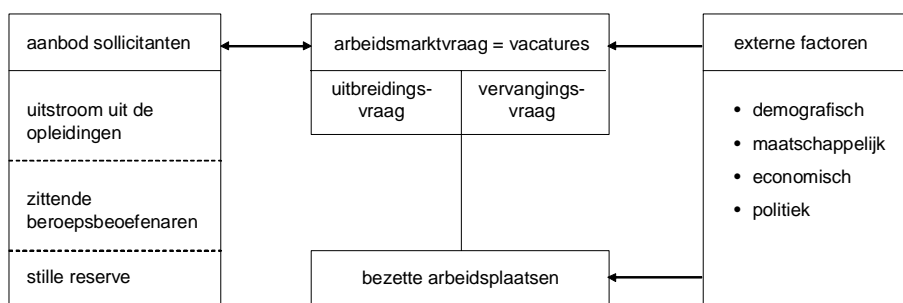 aanbod sollicitanten
uitstroom uit de
opleidingen
zittende
beroepsbeoefenaren
stille reserve
arbeidsmarktvraag = vacatures
uitbreidings-
vraag
vervangings-
vraag
bezette arbeidsplaatsen
externe factoren
• demografisch
• maatschappelijk
• economisch
• politiek